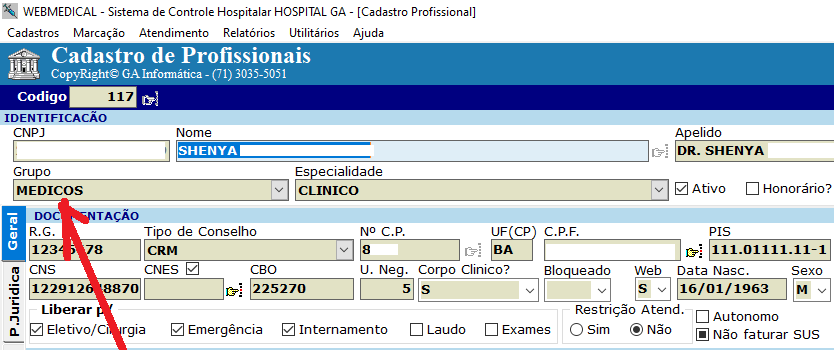 WEBMEDICAL - Sistema de Controle Hospitalar HOSPITAL GA - [Cadastro Profissional]
Cadastros Marcação Atendimento Relatórios Utilitários Ajuda
Cadastro de Profissionais
CopyRight© GA Informática - (71) 3035-5051
Codigo 117
IDENTIFICACÃO
CNPJ Nome Apelido
SHENYA DR. SHENYA
Grupo Especialidade
MEDICOS CLINICO Ativo Honorário?
Geral
DOCUMENTAÇÃO
R.G. Tipo de Conselho Nº C.P. UF(CP) C.P.F. PIS
CRM 8 BA 111.01111.11-1
P.Juridica
CNS CNES CBO U. Neg. Corpo Clinico? Bloqueado Web Data Nasc. Sexo
225270 5 S S 16/01/1963 M
Liberar p/ Restrição Atend. Autonomo
Eletivo/Cirurgia Emergência Internamento Laudo Exames Sim Não Não faturar SUS